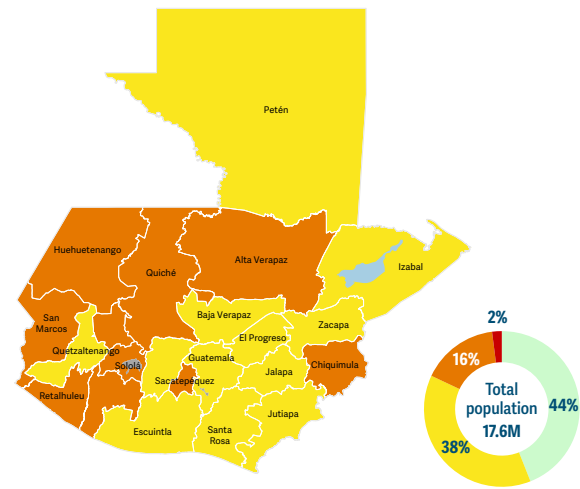 Petén
Huehuetenango
Quiché
Alta Verapaz
Izabal
San
Marcos
Baja Verapaz
Zacapa
El Progreso
Quetzaltenango
Guatemala
Sololá
Chiquimula
Jalapa
Sacatepéquez
Retalhuleu
Jutiapa
Escuintla
Santa
Rosa
2%
16%
Total
population
17.6M
44%
38%